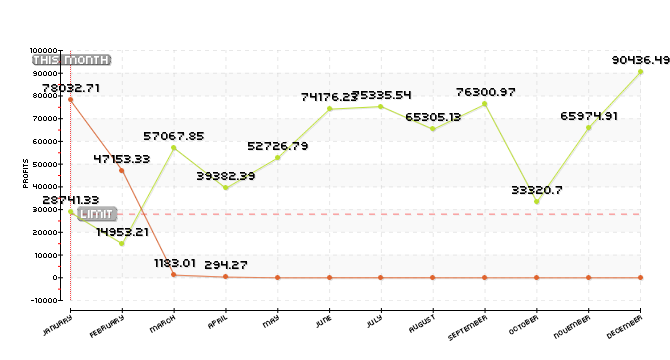 100000
THIS MONTH
90436.49
90000
78032.71
80000
74176.23
75335.54
76300.97
70000
65305.13
65974.91
60000
57067.85
52726.79
50000
47153.33
40000
39382.39
33320.7
30000
28741.33
LIMIT
20000
14953.21
10000
1183.01
294.27
0
-10000
PROFITS
JANUARY
FEBRUARY
MARCH
APRIL
MAY
JUNE
JULY
AUGUST
SEPTEMBER
OCTOBER
NOVEMBER
DECEMBER